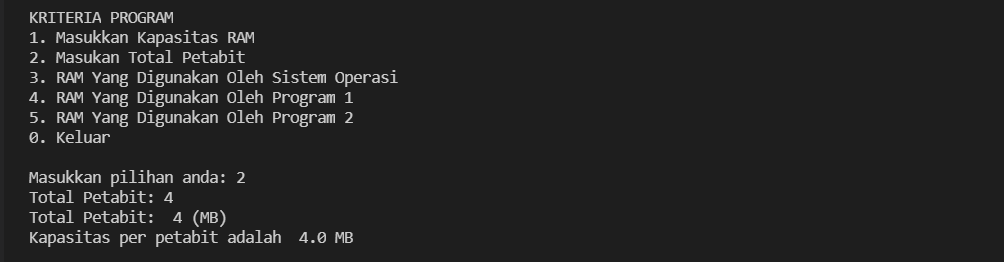 KRITERIA PROGRAM
1. Masukkan Kapasitas RAM
2. Masukan Total Petabit
3. RAM Yang Digunakan Oleh Sistem Operasi
4. RAM Yang Digunakan Oleh Program 1
5. RAM Yang Digunakan Oleh Program 2
0. Keluar
Masukkan pilihan anda: 2
Total Petabit: 4
Total Petabit:  4 (MB)
Kapasitas per petabit adalah  4.0 MB